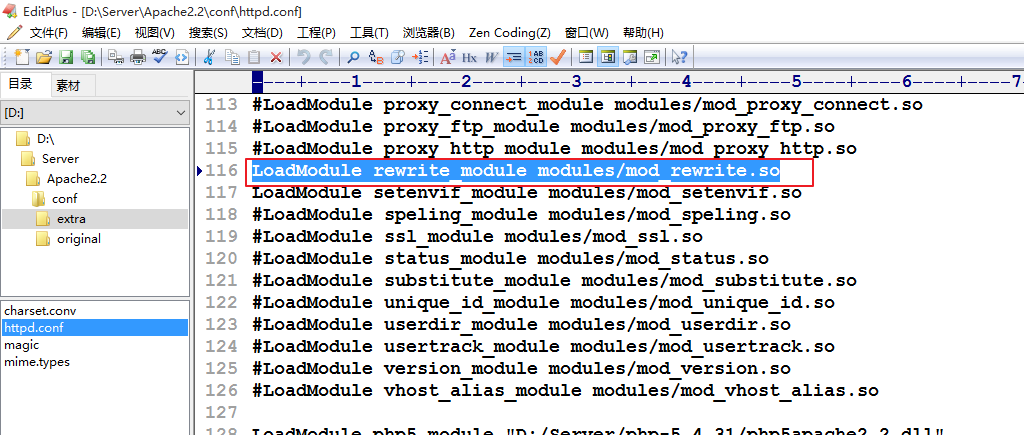 EditPlus - [D:\Server\Apache2.2\conf\httpd.conf]
文件(F) 编辑(E) 视图(V) 搜索(S) 文档(D) 工程(P) 工具(T) 浏览器(B) Zen Coding(Z) 窗口(W) 帮助(H)
目录 素材
[D:]
D:\
Server
Apache2.2
conf
extra
original
charset.conv
httpd.conf
magic
mime.types
----+----1----+----2----+----3----+----4----+----5----+----6----+----7
113 #LoadModule proxy_connect_module modules/mod_proxy_connect.so
114 #LoadModule proxy_ftp_module modules/mod_proxy_ftp.so
115 #LoadModule proxy_http_module modules/mod_proxy_http.so
116 LoadModule rewrite_module modules/mod_rewrite.so
117 LoadModule setenvif_module modules/mod_setenvif.so
118 #LoadModule speling_module modules/mod_speling.so
119 #LoadModule ssl_module modules/mod_ssl.so
120 #LoadModule status_module modules/mod_status.so
121 #LoadModule substitute_module modules/mod_substitute.so
122 #LoadModule unique_id_module modules/mod_unique_id.so
123 #LoadModule userdir_module modules/mod_userdir.so
124 #LoadModule usertrack_module modules/mod_usertrack.so
125 #LoadModule version_module modules/mod_version.so
126 #LoadModule vhost_alias_module modules/mod_vhost_alias.so
127
128 LoadModule php5_module "D:/Server/php-5.4.31/php5apache2_2.dll"